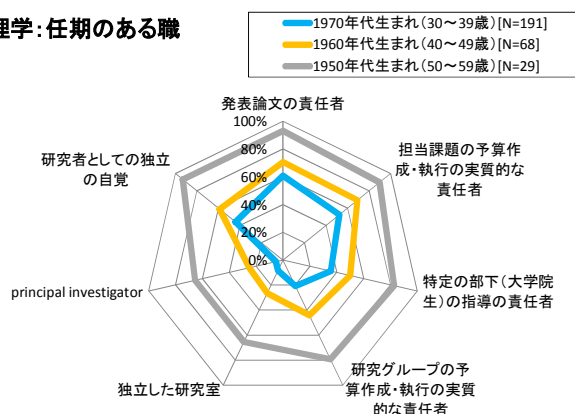 理学:任期のある職
1970年代生まれ(30～39歳)[N=191]
1960年代生まれ(40～49歳)[N=68]
1950年代生まれ(50～59歳)[N=29]
発表論文の責任者
100%
80%
60%
40%
20%
0%
担当課題の予算作
成・執行の実質的な
責任者
特定の部下(大学院
生)の指導の責任者
研究グループの予
算作成・執行の実質
的な責任者
独立した研究室
principal investigator
研究者としての独立
の自覚